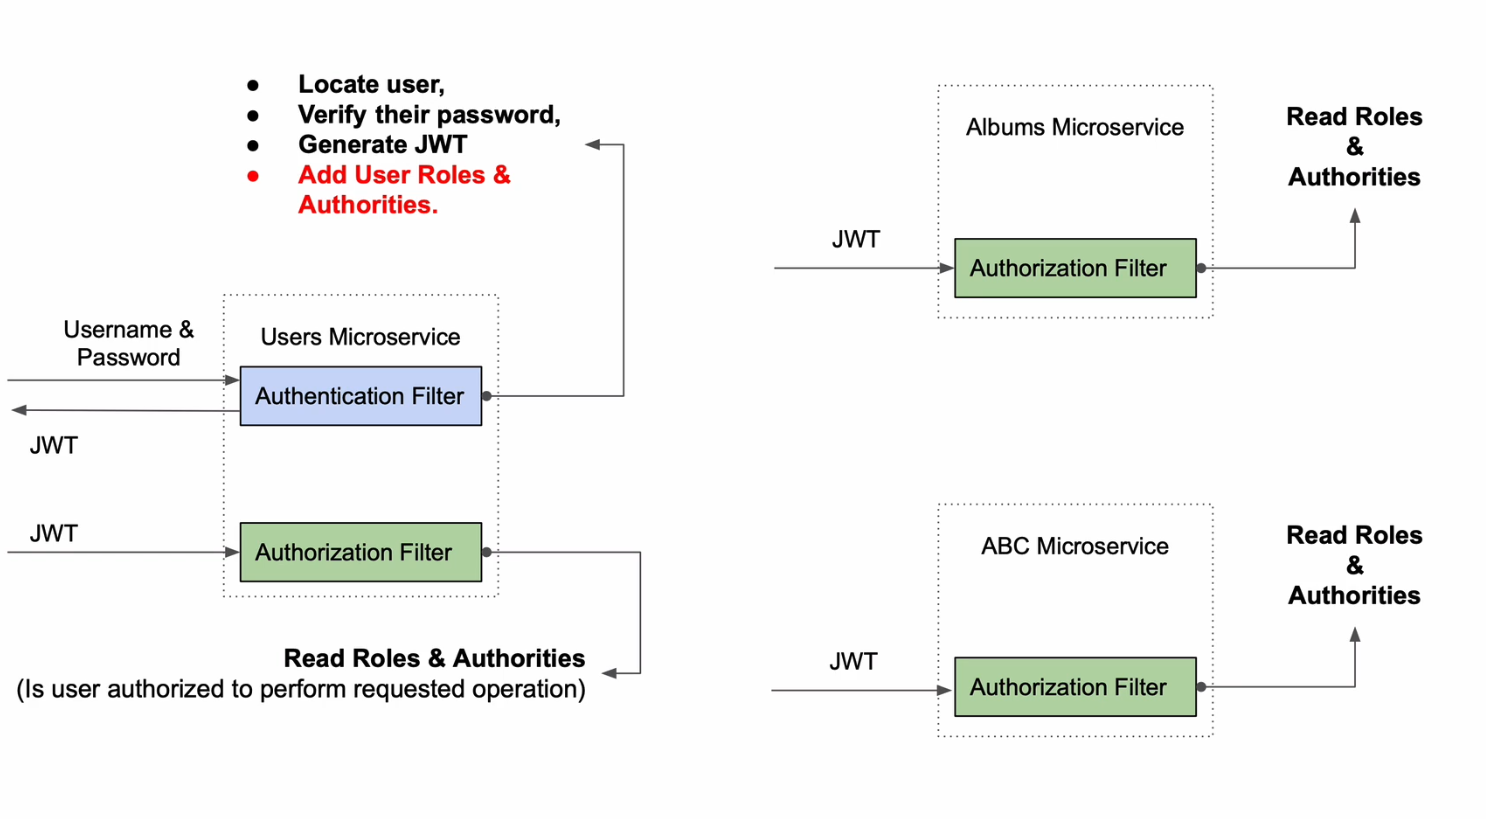 ● Locate user,
● Verify their password,
● Generate JWT
● Add User Roles &
Authorities.
Username &
Password
Users Microservice
Authentication Filter
JWT
JWT
Authorization Filter
Read Roles & Authorities
(Is user authorized to perform requested operation)
Albums Microservice
JWT
Authorization Filter
Read Roles
&
Authorities
ABC Microservice
JWT
Authorization Filter
Read Roles
&
Authorities